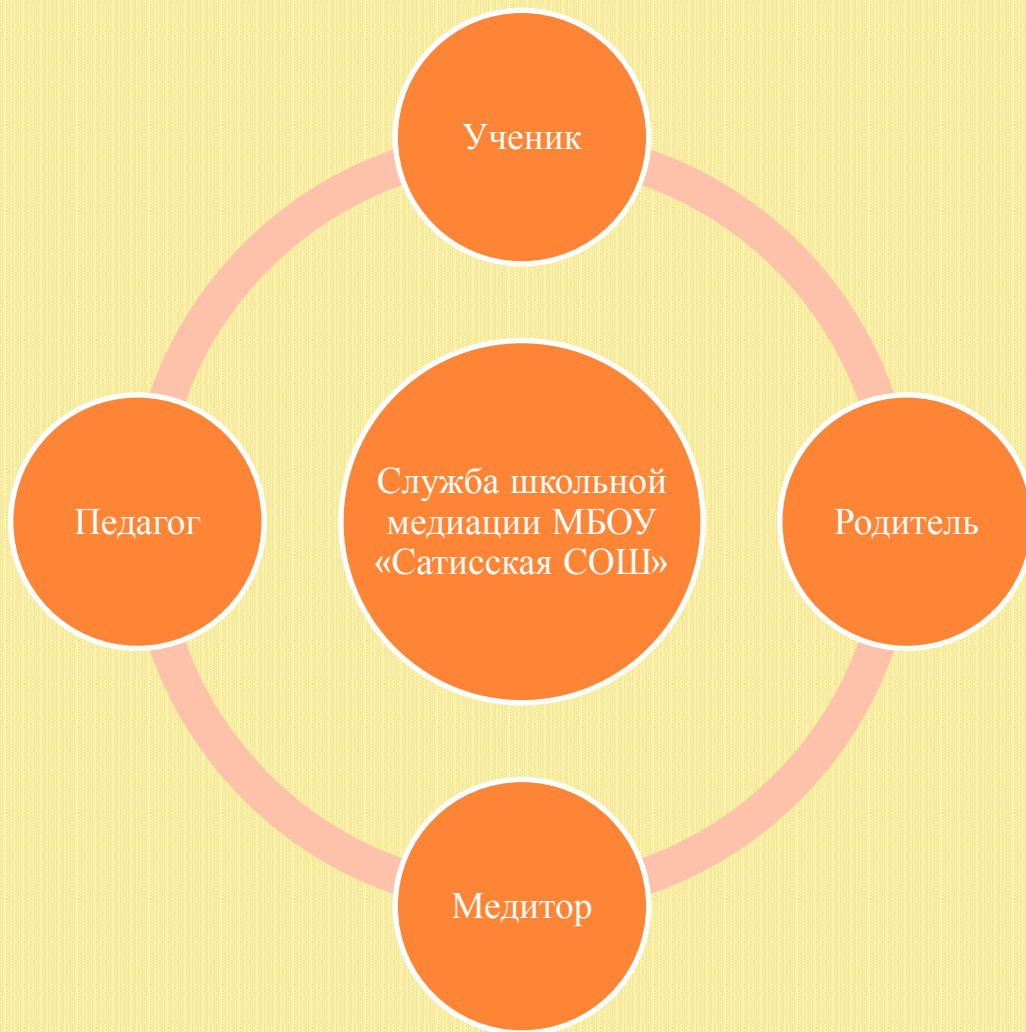 Ученик
Педагог
Служба школьной
медиации МБОУ
«Сатисская СОШ»
Родитель
Медитор